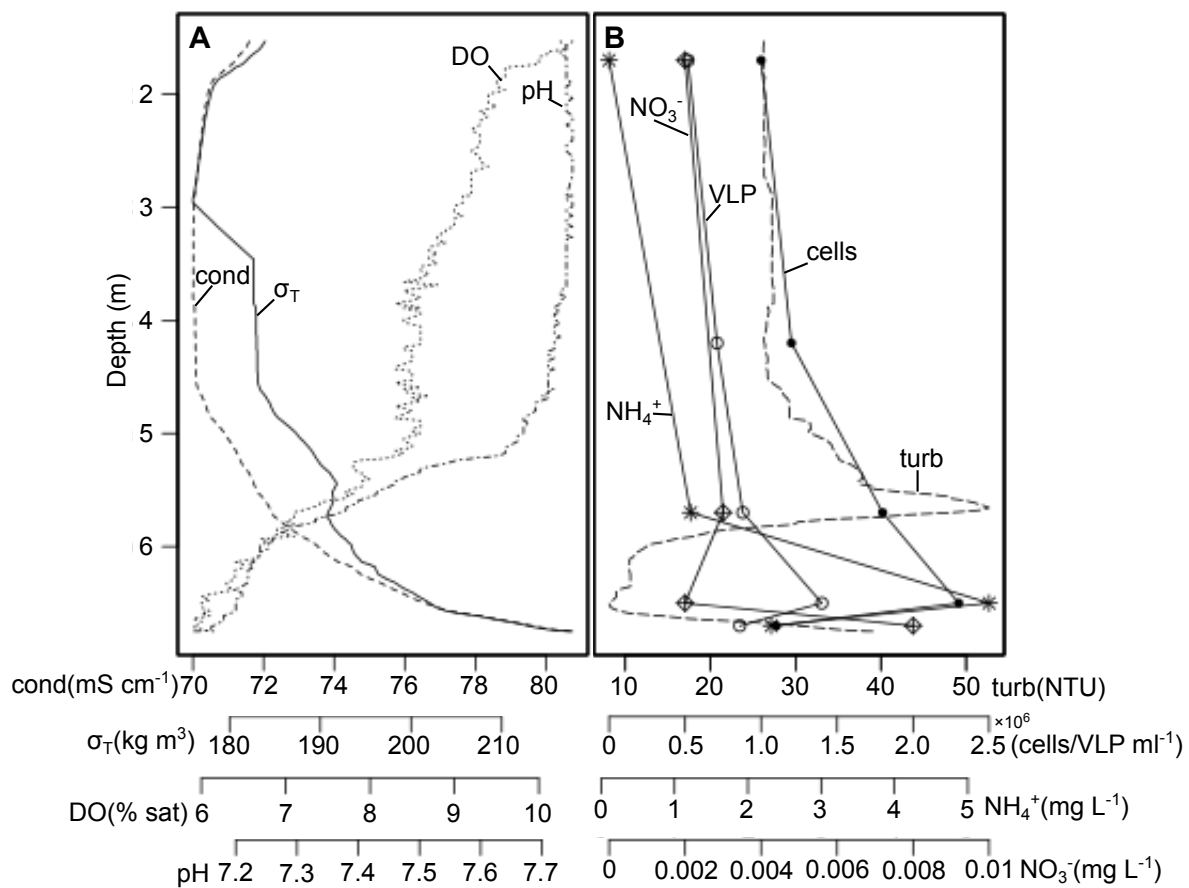 A
B
DO
pH
NO₃⁻
VLP
cond
σT
cells
NH₄⁺
turb
Depth (m)
2
3
4
5
6
cond(mS cm⁻¹) 70 72 74 76 78 80
10 20 30 40 50 turb(NTU)
σT(kg m³) 180 190 200 210
×10⁶
0 0.5 1.0 1.5 2.0 2.5 (cells/VLP ml⁻¹)
DO(% sat) 6 7 8 9 10
0 1 2 3 4 5 NH₄⁺(mg L⁻¹)
pH 7.2 7.3 7.4 7.5 7.6 7.7
0 0.002 0.004 0.006 0.008 0.01 NO₃⁻(mg L⁻¹)